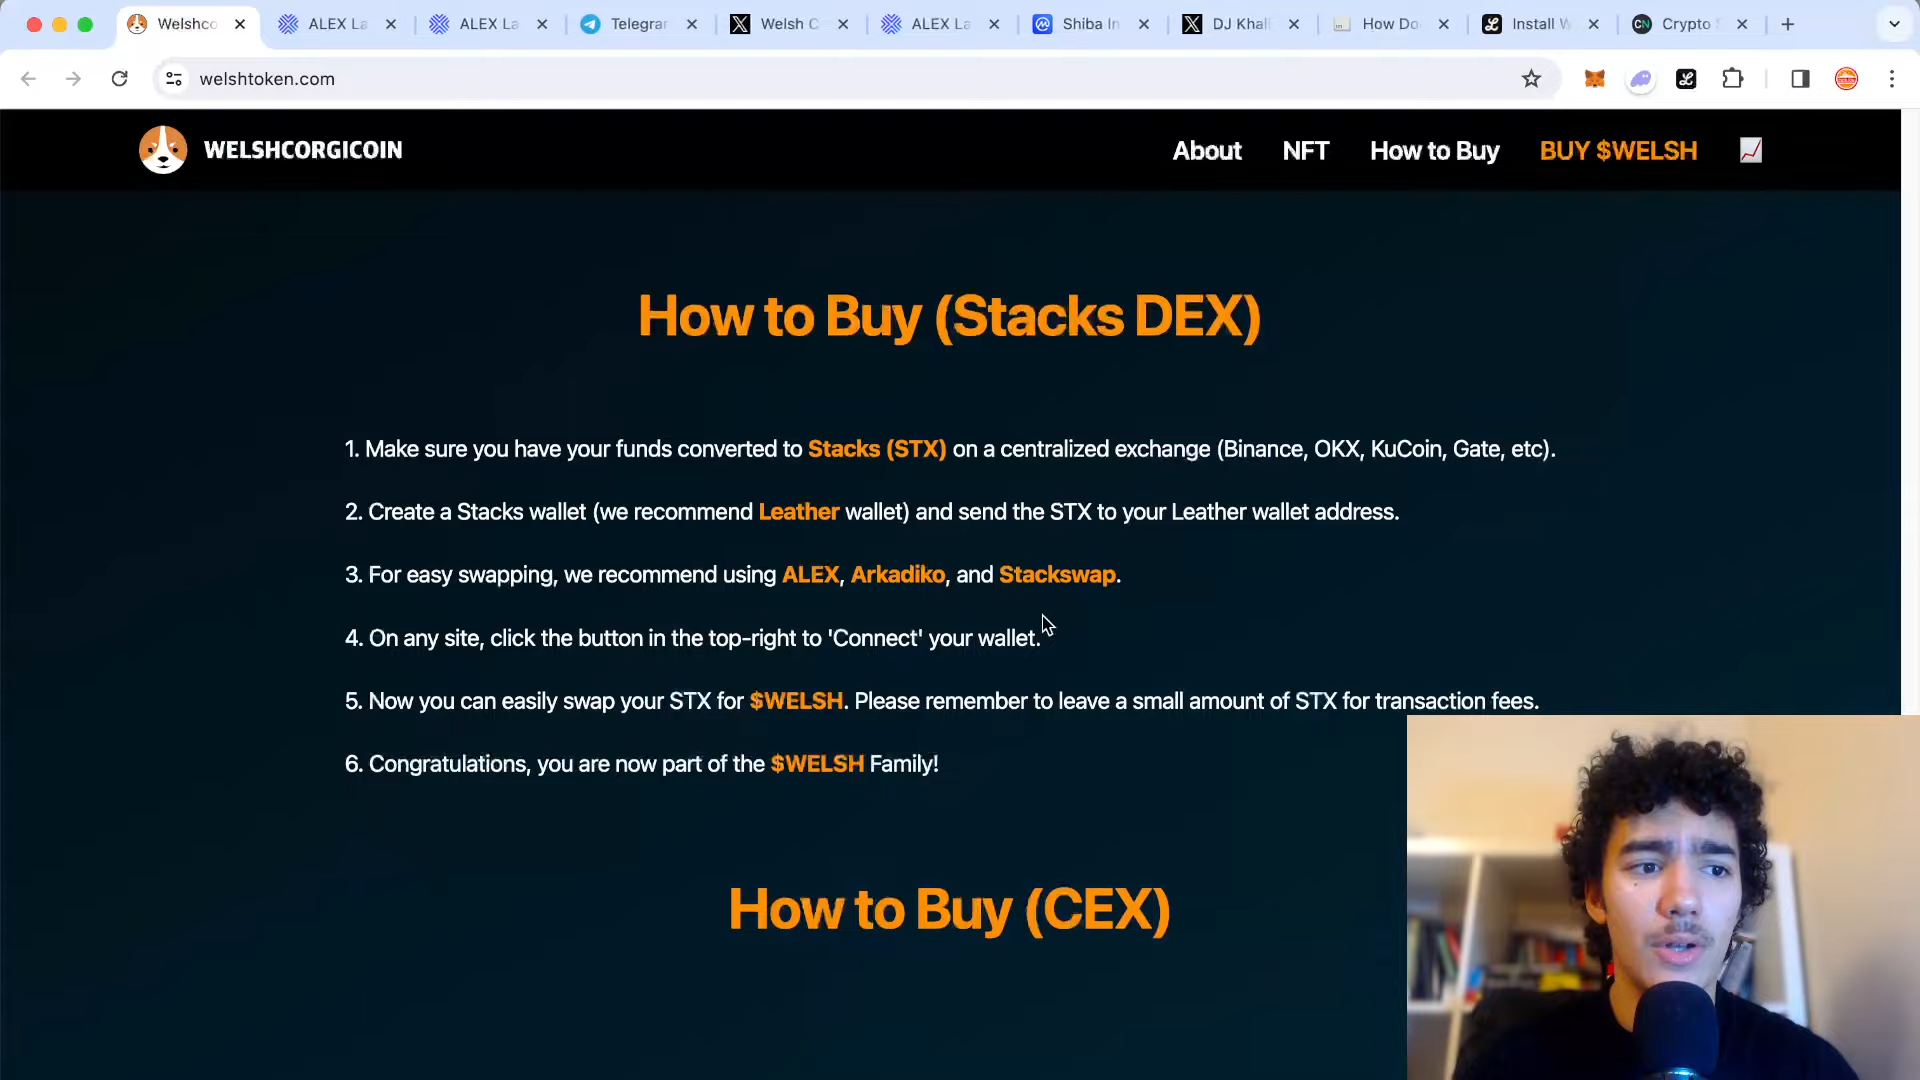 Welshco
ALEX La
ALEX La
Telegrar
Welsh C
ALEX La
Shiba In
DJ Khal
How Do
Install W
Crypto
welshtoken.com
WELSHCORGICOIN
About
NFT
How to Buy
BUY $WELSH
How to Buy (Stacks DEX)
1. Make sure you have your funds converted to Stacks (STX) on a centralized exchange (Binance, OKX, KuCoin, Gate, etc).
2. Create a Stacks wallet (we recommend Leather wallet) and send the STX to your Leather wallet address.
3. For easy swapping, we recommend using ALEX, Arkadiko, and Stackswap.
4. On any site, click the button in the top-right to 'Connect' your wallet.
5. Now you can easily swap your STX for $WELSH. Please remember to leave a small amount of STX for transaction fees.
6. Congratulations, you are now part of the $WELSH Family!
How to Buy (CEX)